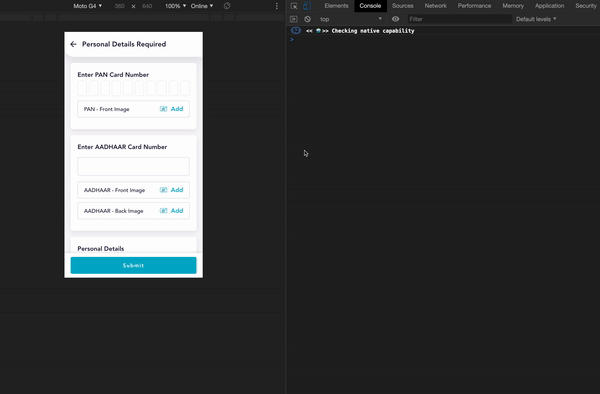 Moto G4 ▾ 360 × 640 100% ▾ Online ▾
Elements Console Sources Network Performance Memory Application Security
top Filter Default levels ▾
<< >> Checking native capability
>
Personal Details Required
Enter PAN Card Number
PAN - Front Image Add
Enter AADHAAR Card Number
AADHAAR - Front Image Add
AADHAAR - Back Image Add
Personal Details
Submit